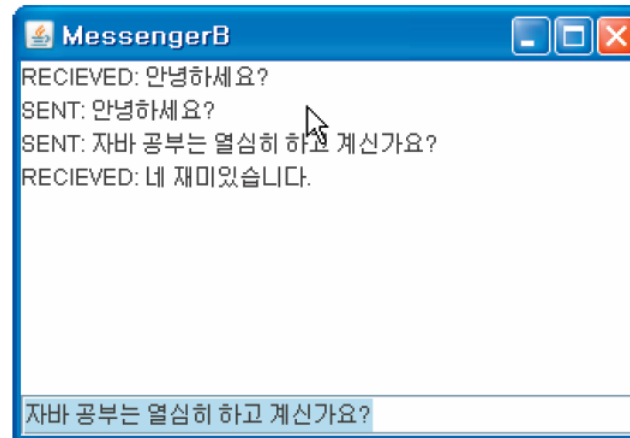 MessengerB
RECIEVED: 안녕하세요?
SENT: 안녕하세요?
SENT: 자바 공부는 열심히 하고 계신가요?
RECIEVED: 네 재미있습니다.
자바 공부는 열심히 하고 계신가요?